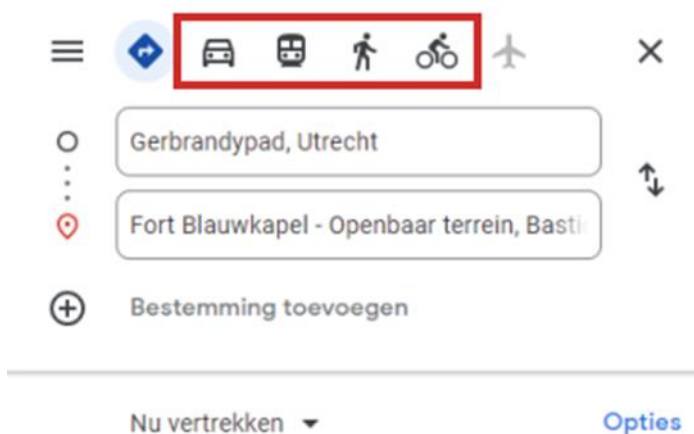 Gerbrandypad, Utrecht
Fort Blauwkapel - Openbaar terrein, Basti
Bestemming toevoegen
Nu vertrekken
Opties